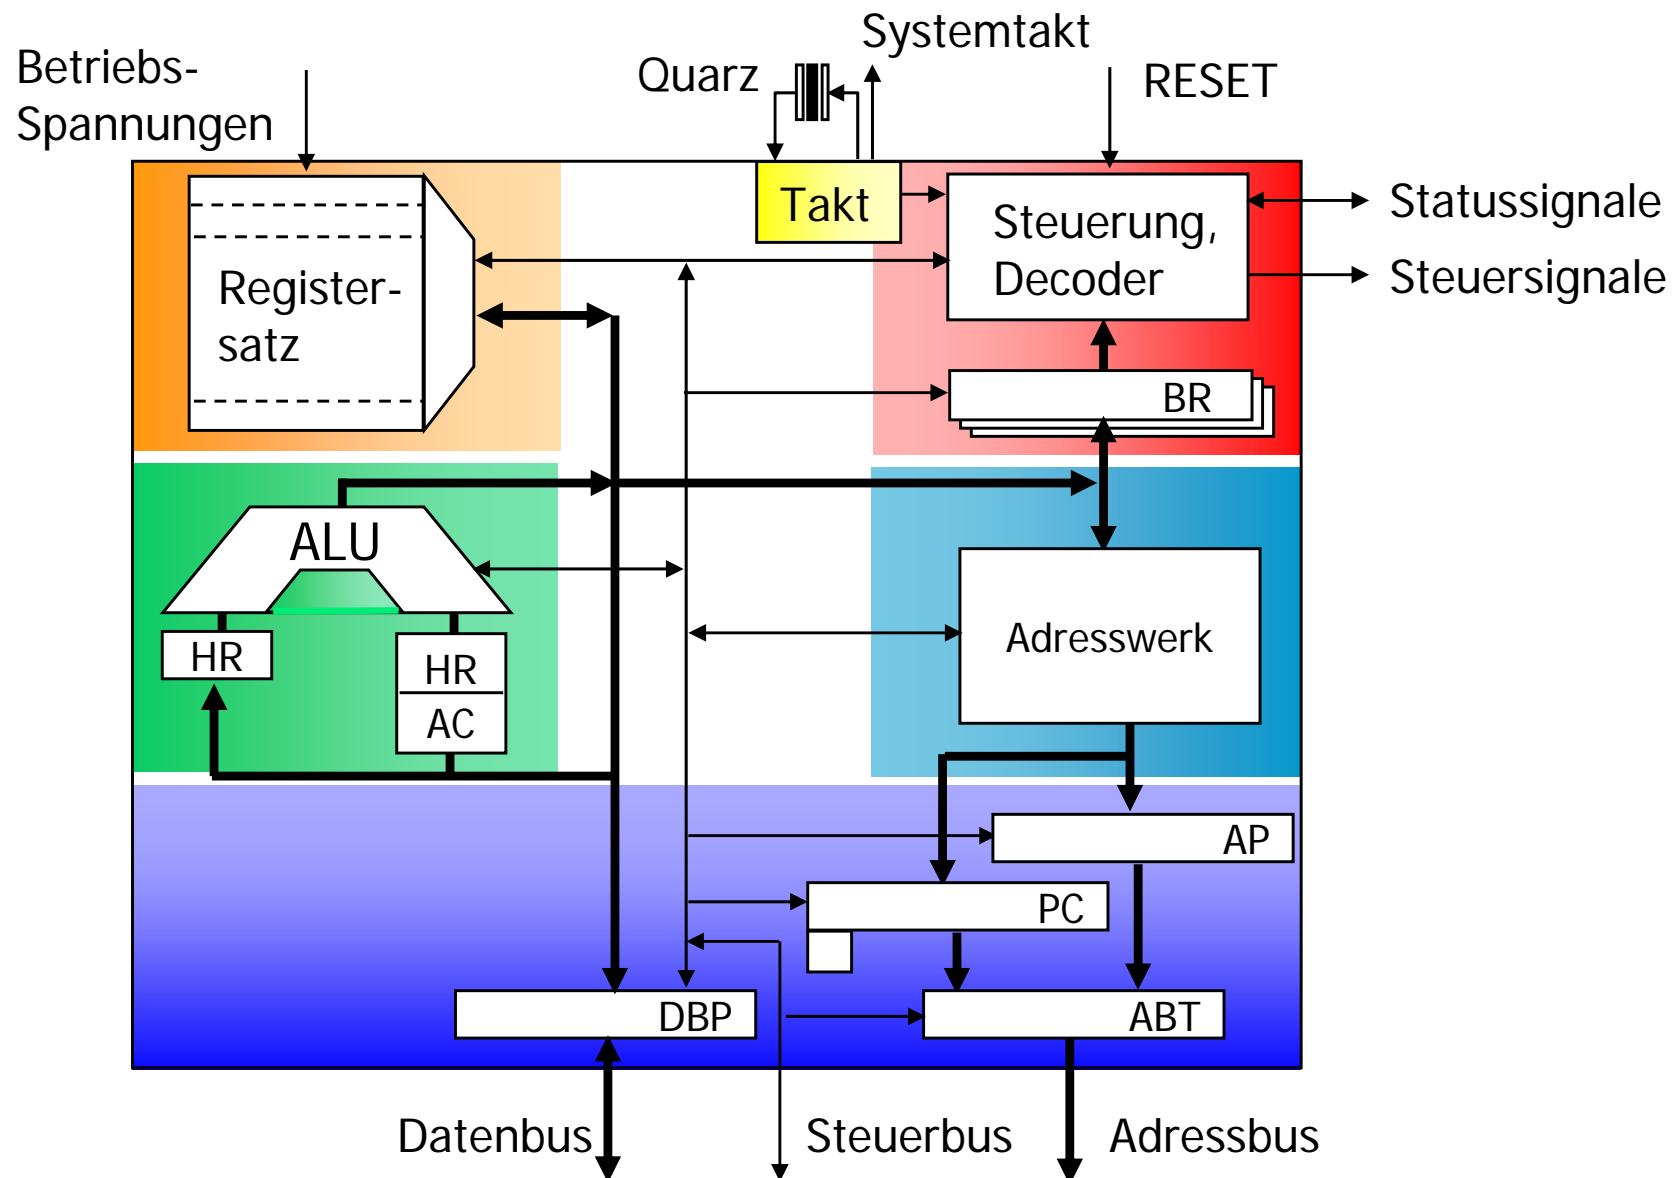 Systemtakt
Betriebs-
Spannungen
Quarz
RESET
Takt
Steuerung,
Decoder
Statussignale
Steuersignale
Register-
satz
BR
ALU
HR
HR
AC
Adresswerk
AP
PC
DBP
ABT
Datenbus
Steuerbus
Adressbus